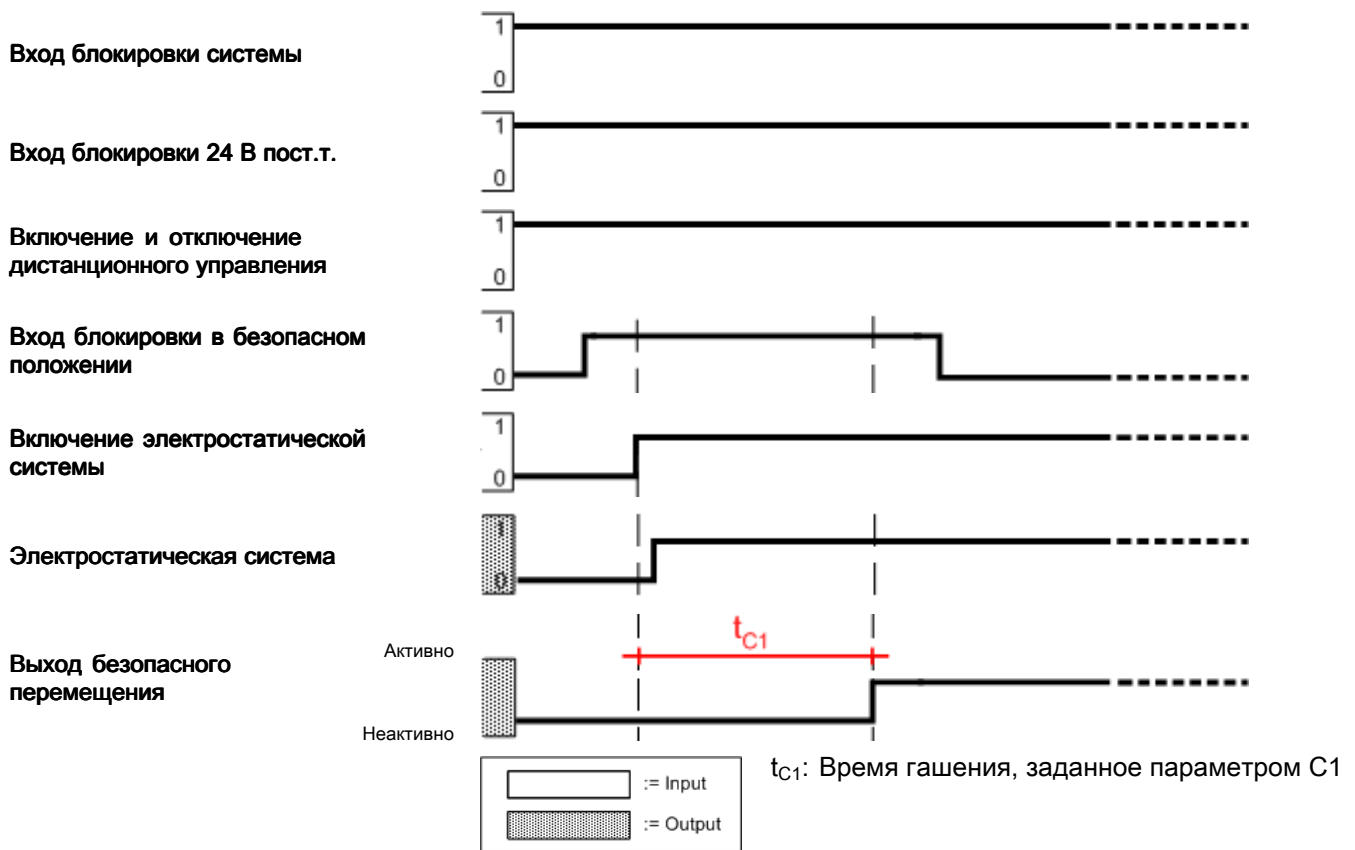 Вход блокировки системы
1
0
Вход блокировки 24 В пост.т.
1
0
Включение и отключение
дистанционного управления
1
0
Вход блокировки в безопасном
положении
1
0
Включение электростатической
системы
1
0
Электростатическая система
1
0
Выход безопасного
перемещения
Активно
Неактивно
tC1
:= Input
:= Output
tC1: Время гашения, заданное параметром C1